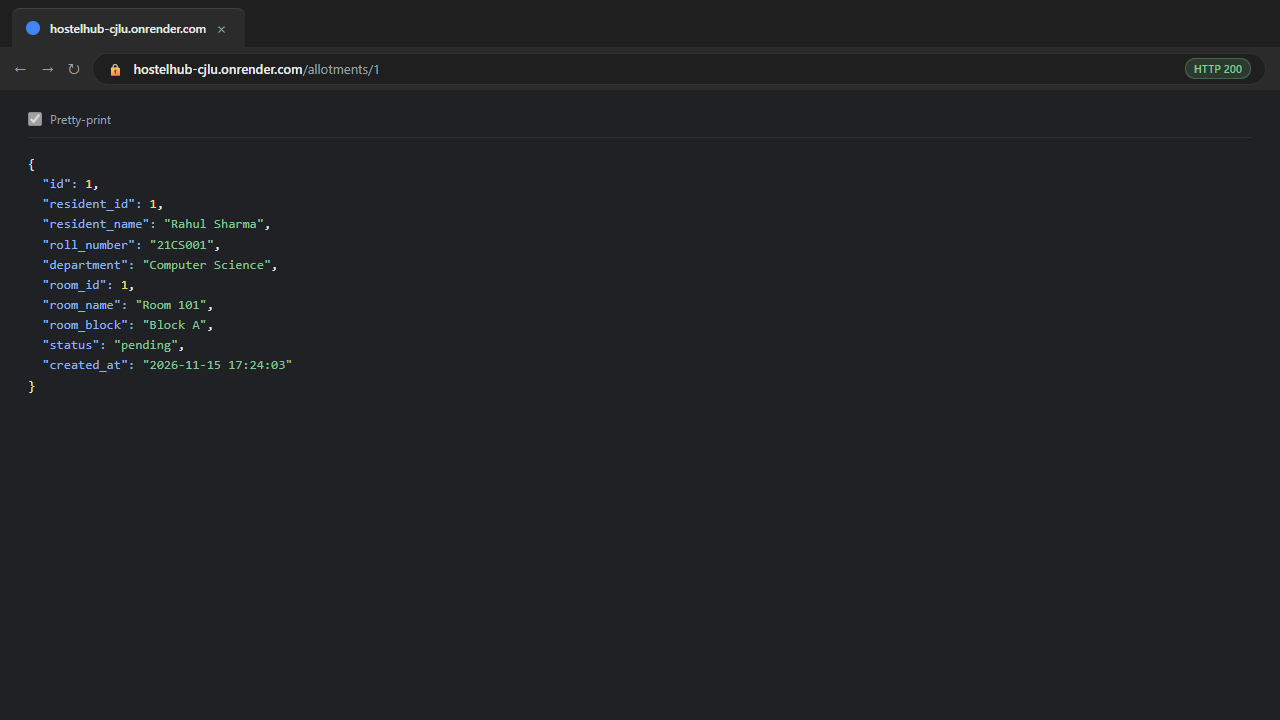 hostelhub-cjlu.onrender.com ×
← → ↻ hostelhub-cjlu.onrender.com/allotments/1 HTTP 200
Pretty-print
{
  "id": 1,
  "resident_id": 1,
  "resident_name": "Rahul Sharma",
  "roll_number": "21CS001",
  "department": "Computer Science",
  "room_id": 1,
  "room_name": "Room 101",
  "room_block": "Block A",
  "status": "pending",
  "created_at": "2026-11-15 17:24:03"
}